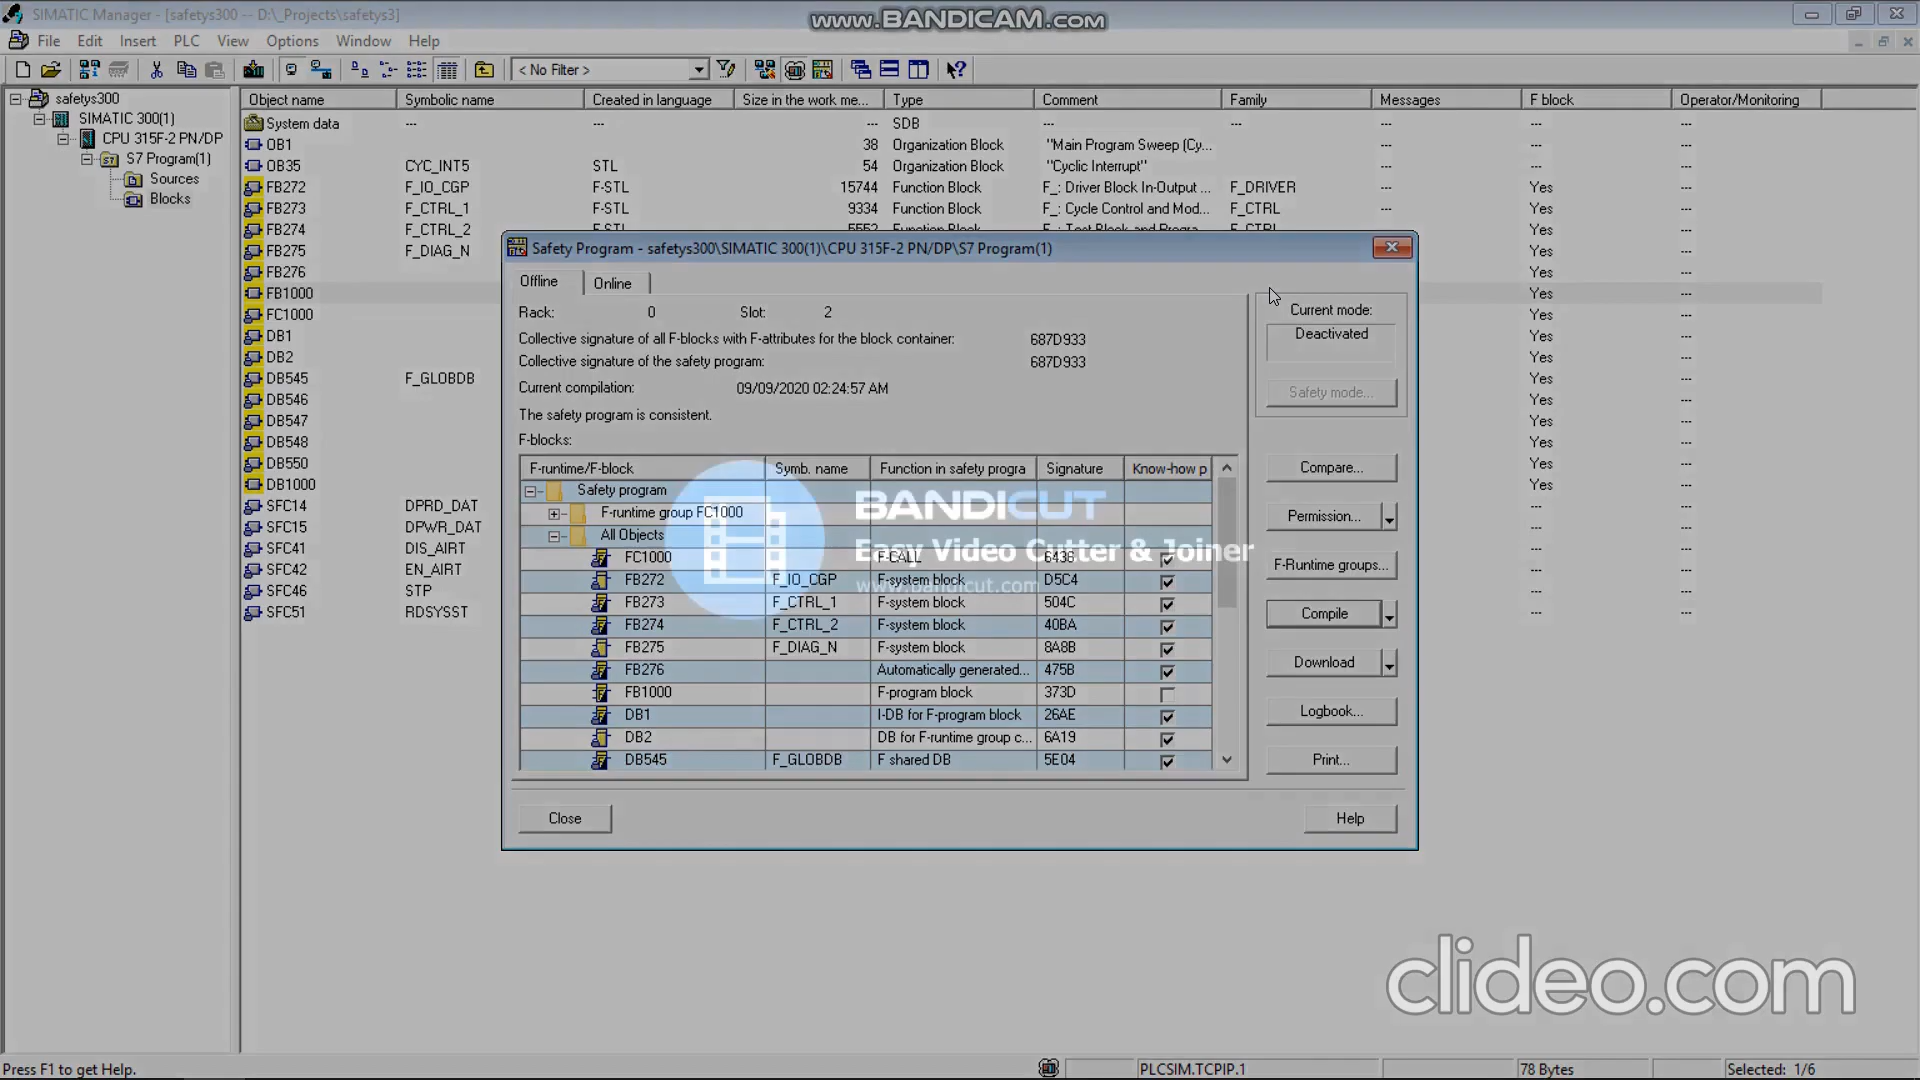 SIMATIC Manager - [safetys300 -- D:\_Projects\safetys3]
www.BANDICAM.com
File Edit Insert PLC View Options Window Help
< No Filter >
safetys300
SIMATIC 300(1)
CPU 315F-2 PN/DP
S7 Program(1)
Sources
Blocks
Object name Symbolic name Created in language Size in the work me... Type Comment Family Messages F block Operator/Monitoring
System data --- --- --- SDB --- --- --- --- ---
OB1 38 Organization Block "Main Program Sweep (Cy... --- --- ---
OB35 CYC_INT5 STL 54 Organization Block "Cyclic Interrupt" --- --- ---
FB272 F_IO_CGP F-STL 15744 Function Block F_: Driver Block In-Output ... F_DRIVER --- Yes ---
FB273 F_CTRL_1 F-STL 9334 Function Block F_: Cycle Control and Mod... F_CTRL --- Yes ---
FB274 F_CTRL_2 F-STL 5552 Function Block F_: Test Block and Progra... F_CTRL --- Yes ---
FB275 F_DIAG_N Yes ---
FB276 Yes ---
FB1000 Yes ---
FC1000 Yes ---
DB1 Yes ---
DB2 Yes ---
DB545 F_GLOBDB Yes ---
DB546 Yes ---
DB547 Yes ---
DB548 Yes ---
DB550 Yes ---
DB1000 Yes ---
SFC14 DPRD_DAT --- ---
SFC15 DPWR_DAT --- ---
SFC41 DIS_AIRT --- ---
SFC42 EN_AIRT --- ---
SFC46 STP --- ---
SFC51 RDSYSST --- ---
Safety Program - safetys300\SIMATIC 300(1)\CPU 315F-2 PN/DP\S7 Program(1)
Offline Online
Rack: 0 Slot: 2
Collective signature of all F-blocks with F-attributes for the block container: 687D933
Collective signature of the safety program: 687D933
Current compilation: 09/09/2020 02:24:57 AM
The safety program is consistent.
F-blocks:
F-runtime/F-block Symb. name Function in safety progra Signature Know-how p
Safety program
F-runtime group FC1000
All Objects
FC1000 F-CALL 6438
FB272 F_IO_CGP F-system block D5C4
FB273 F_CTRL_1 F-system block 504C
FB274 F_CTRL_2 F-system block 40BA
FB275 F_DIAG_N F-system block 8A8B
FB276 Automatically generated... 475B
FB1000 F-program block 373D
DB1 I-DB for F-program block 26AE
DB2 DB for F-runtime group c... 6A19
DB545 F_GLOBDB F shared DB 5E04
BANDICUT
Easy Video Cutter & Joiner
www.bandicut.com
Current mode:
Deactivated
Safety mode...
Compare...
Permission...
F-Runtime groups...
Compile
Download
Logbook...
Print...
Close
Help
clideo.com
Press F1 to get Help.
PLCSIM.TCPIP.1
78 Bytes
Selected: 1/6